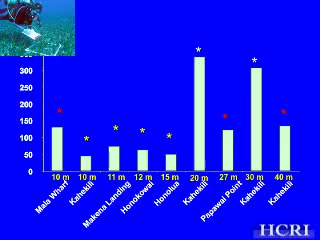 300
250
200
150
100
50
0
10 m 10 m 11 m 12 m 15 m 20 m 27 m 30 m 40 m
Mala Wharf
Kahekili
Makena Landing
Honokowai
Honolua
Kahekili
Papawai Point
Kahekili
Kahekili
HCRI